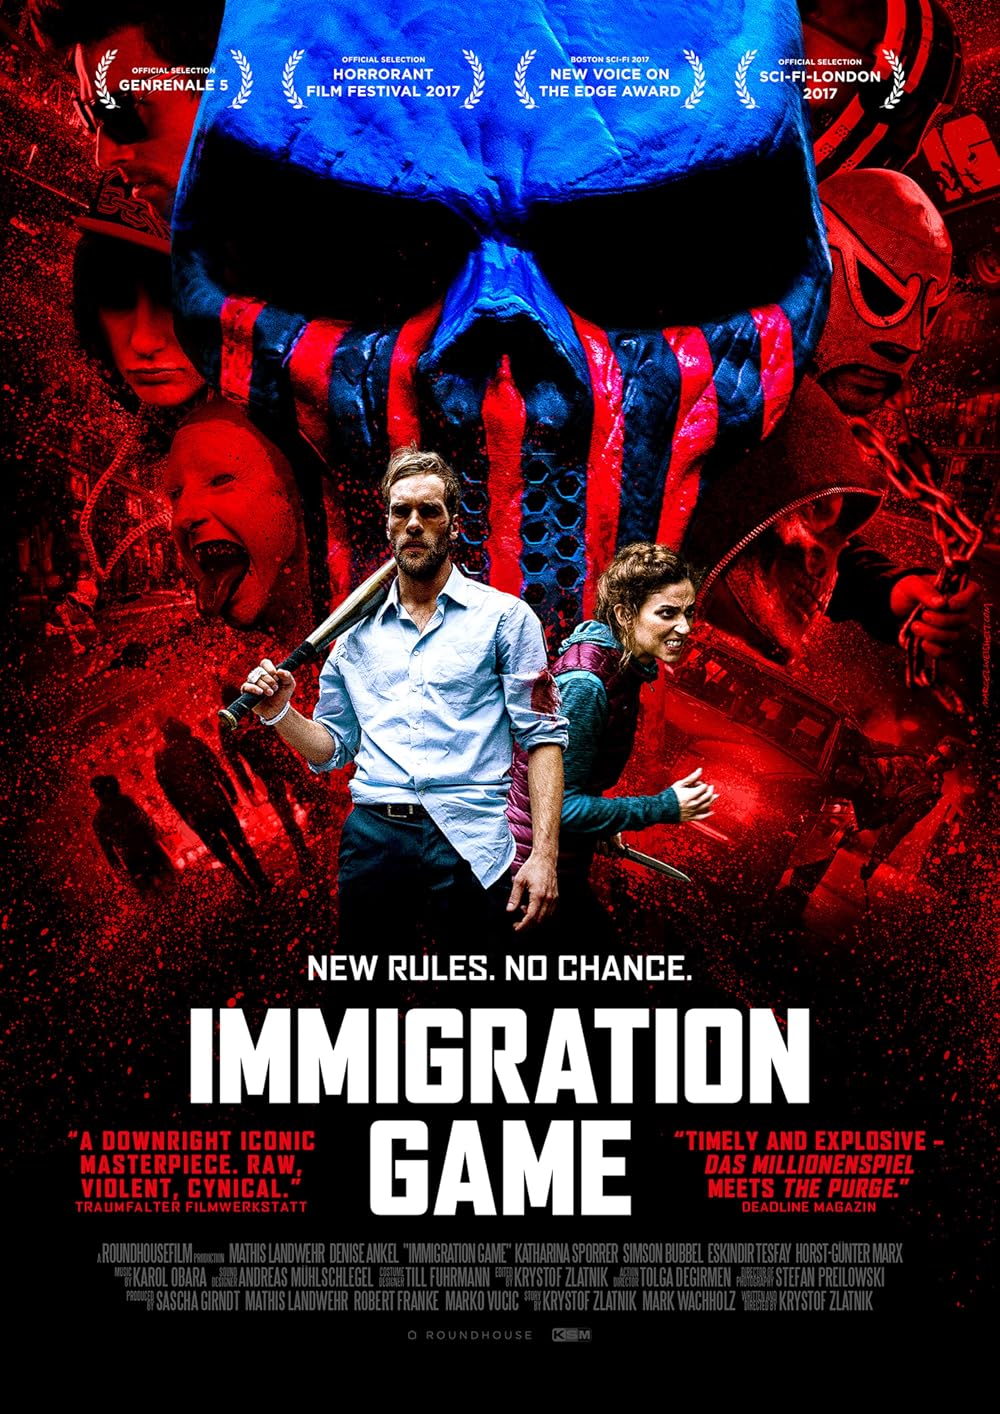 OFFICIAL SELECTION
GENRENALE 5
OFFICIAL SELECTION
HORRORANT
FILM FESTIVAL 2017
BOSTON SCI-FI 2017
NEW VOICE ON
THE EDGE AWARD
OFFICIAL SELECTION
SCI-FI-LONDON
2017
NEW RULES. NO CHANCE.
IMMIGRATION
GAME
“A DOWNRIGHT ICONIC
MASTERPIECE. RAW,
VIOLENT, CYNICAL.”
TRAUMFALTER FILMWERKSTATT
“TIMELY AND EXPLOSIVE –
DAS MILLIONENSPIEL
MEETS THE PURGE.”
DEADLINE MAGAZIN
A ROUNDHOUSEFILM PRODUCTION MATHIS LANDWEHR DENISE ANKEL "IMMIGRATION GAME" KATHARINA SPORRER SIMSON BUBBEL ESKINDIR TESFAY HORST-GÜNTER MARX
MUSIC BY KAROL OBARA SOUND DESIGNER ANDREAS MÜHLSCHLEGEL COSTUME DESIGNER TILL FUHRMANN EDITED BY KRYSTOF ZLATNIK ACTION DIRECTOR TOLGA DEGIRMEN DIRECTOR OF PHOTOGRAPHY STEFAN PREILOWSKI
PRODUCED BY SASCHA GIRNDT MATHIS LANDWEHR ROBERT FRANKE MARKO VUCIC STORY BY KRYSTOF ZLATNIK MARK WACHHOLZ WRITTEN AND DIRECTED BY KRYSTOF ZLATNIK
ROUNDHOUSE KSM